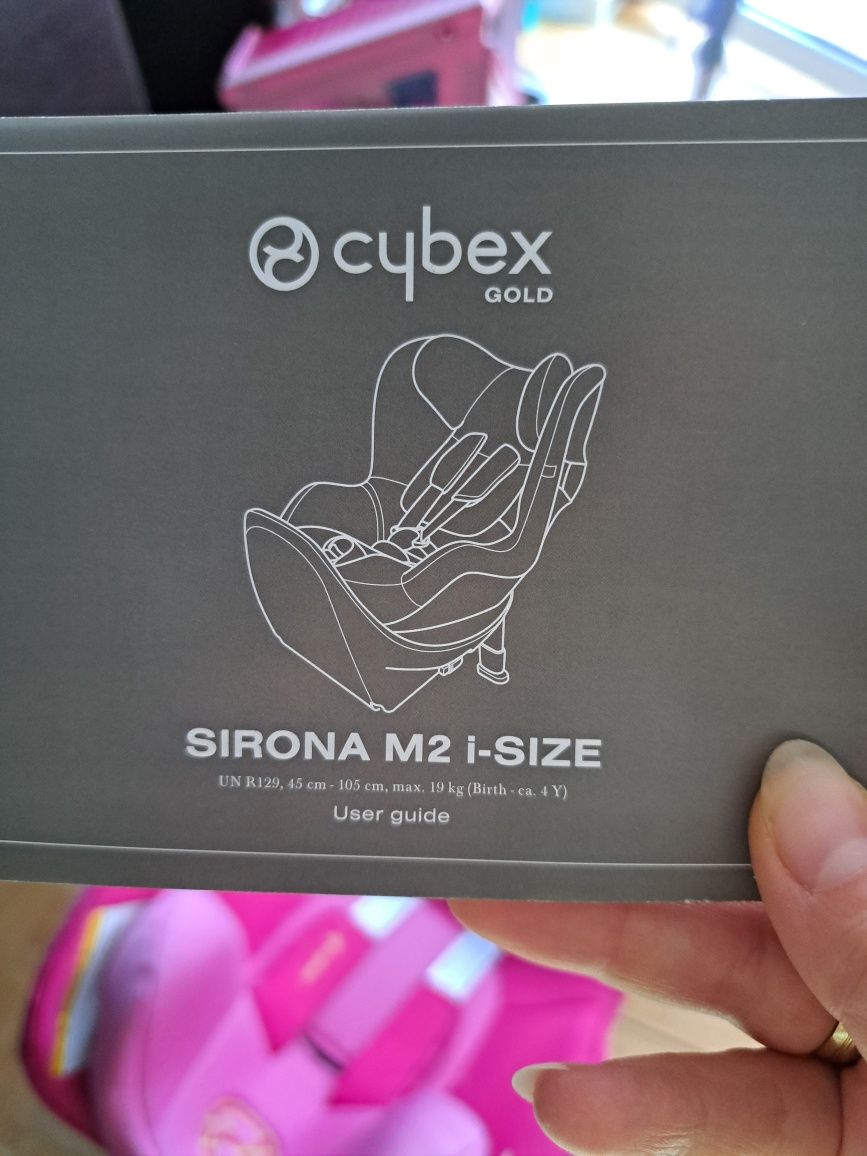 cybex
GOLD
SIRONA M2 i-SIZE
UN R129, 45 cm - 105 cm, max. 19 kg (Birth - ca. 4 Y)
User guide